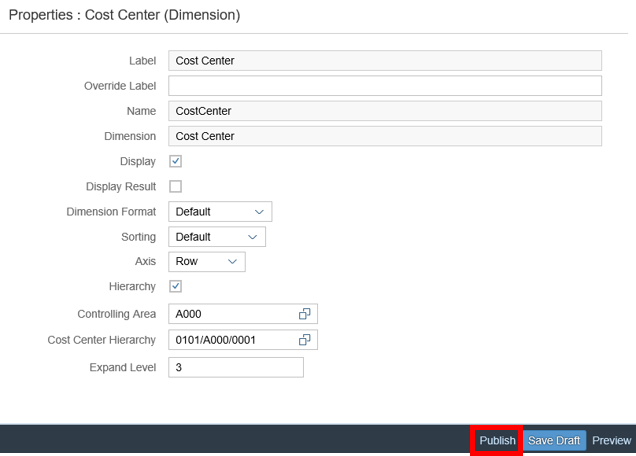 Properties : Cost Center (Dimension)
Label Cost Center
Override Label
Name CostCenter
Dimension Cost Center
Display
Display Result
Dimension Format Default
Sorting Default
Axis Row
Hierarchy
Controlling Area A000
Cost Center Hierarchy 0101/A000/0001
Expand Level 3
Publish Save Draft Preview